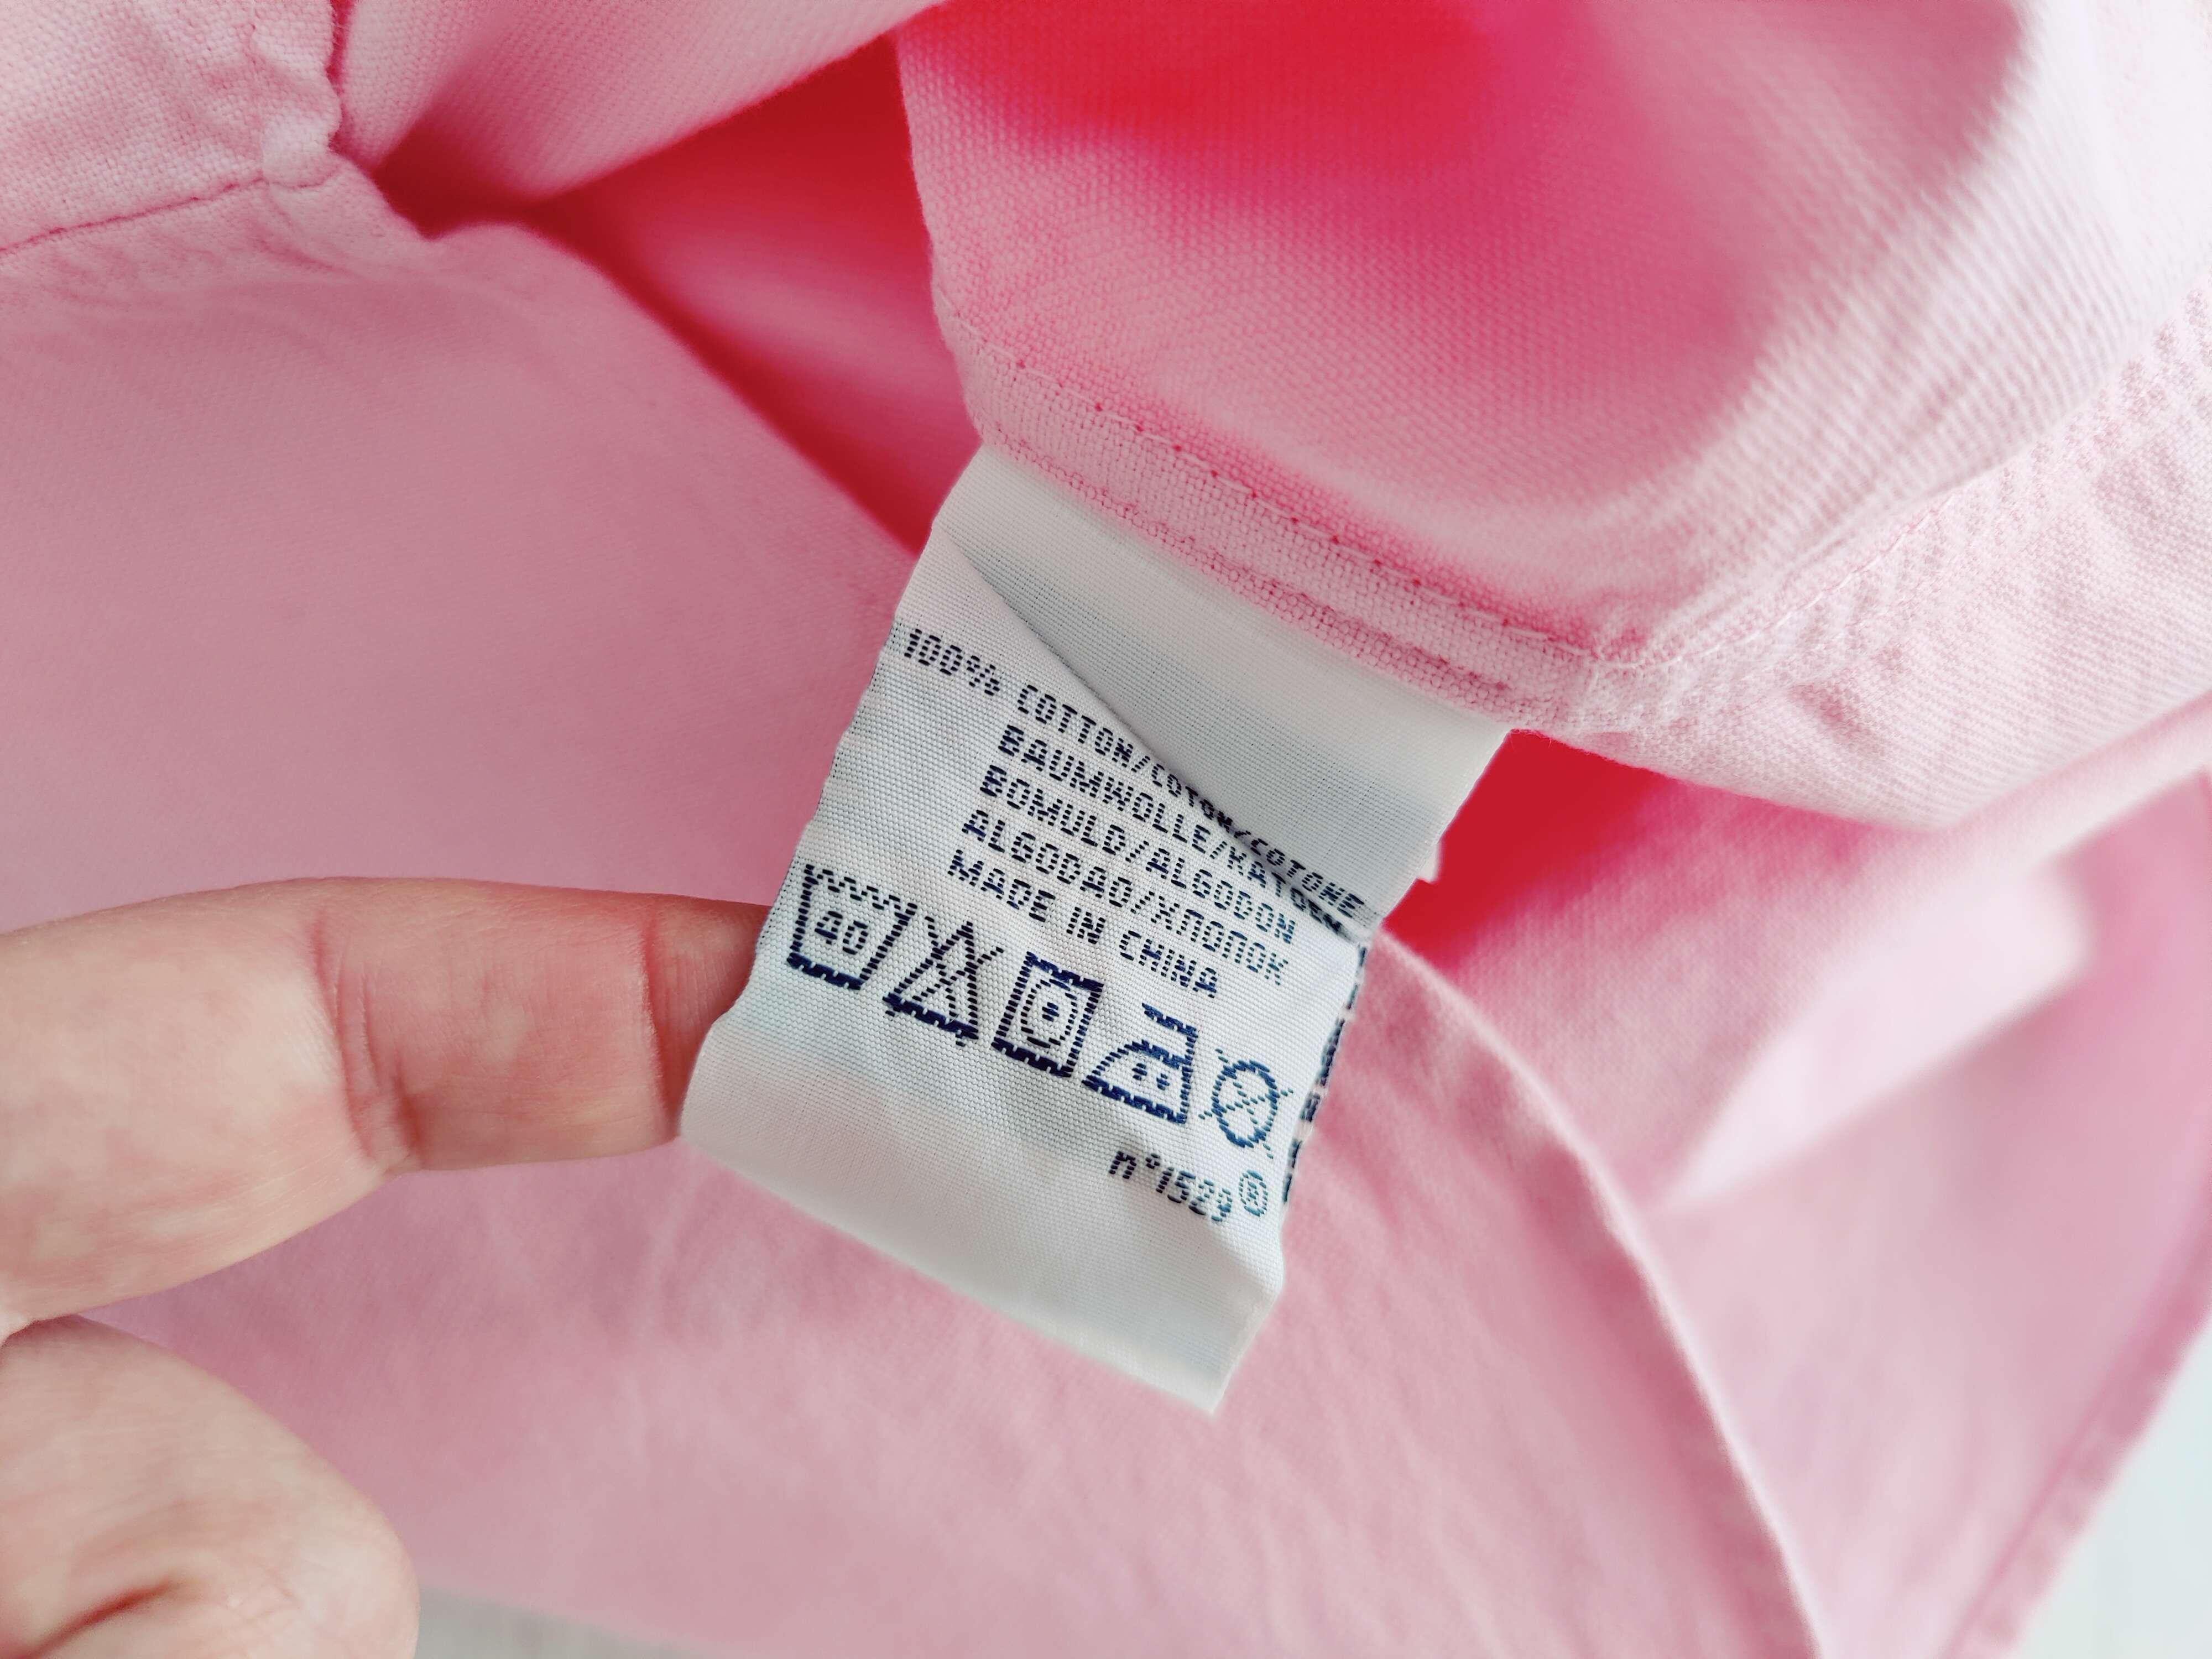 100% COTTON/COTON/COTONE
BAUMWOLLE/KATOEN
BOMULD/ALGODON
ALGODAO/ХЛОПОК
MADE IN CHINA
40
n°1529®